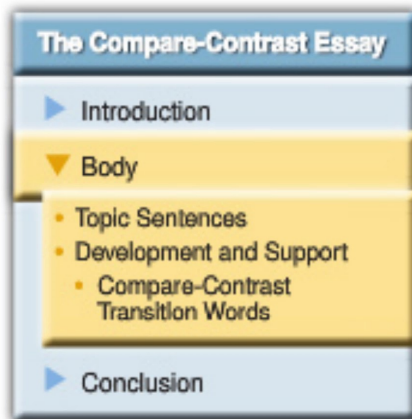 The Compare-Contrast Essay
Introduction
Body
Topic Sentences
Development and Support
Compare-Contrast
Transition Words
Conclusion